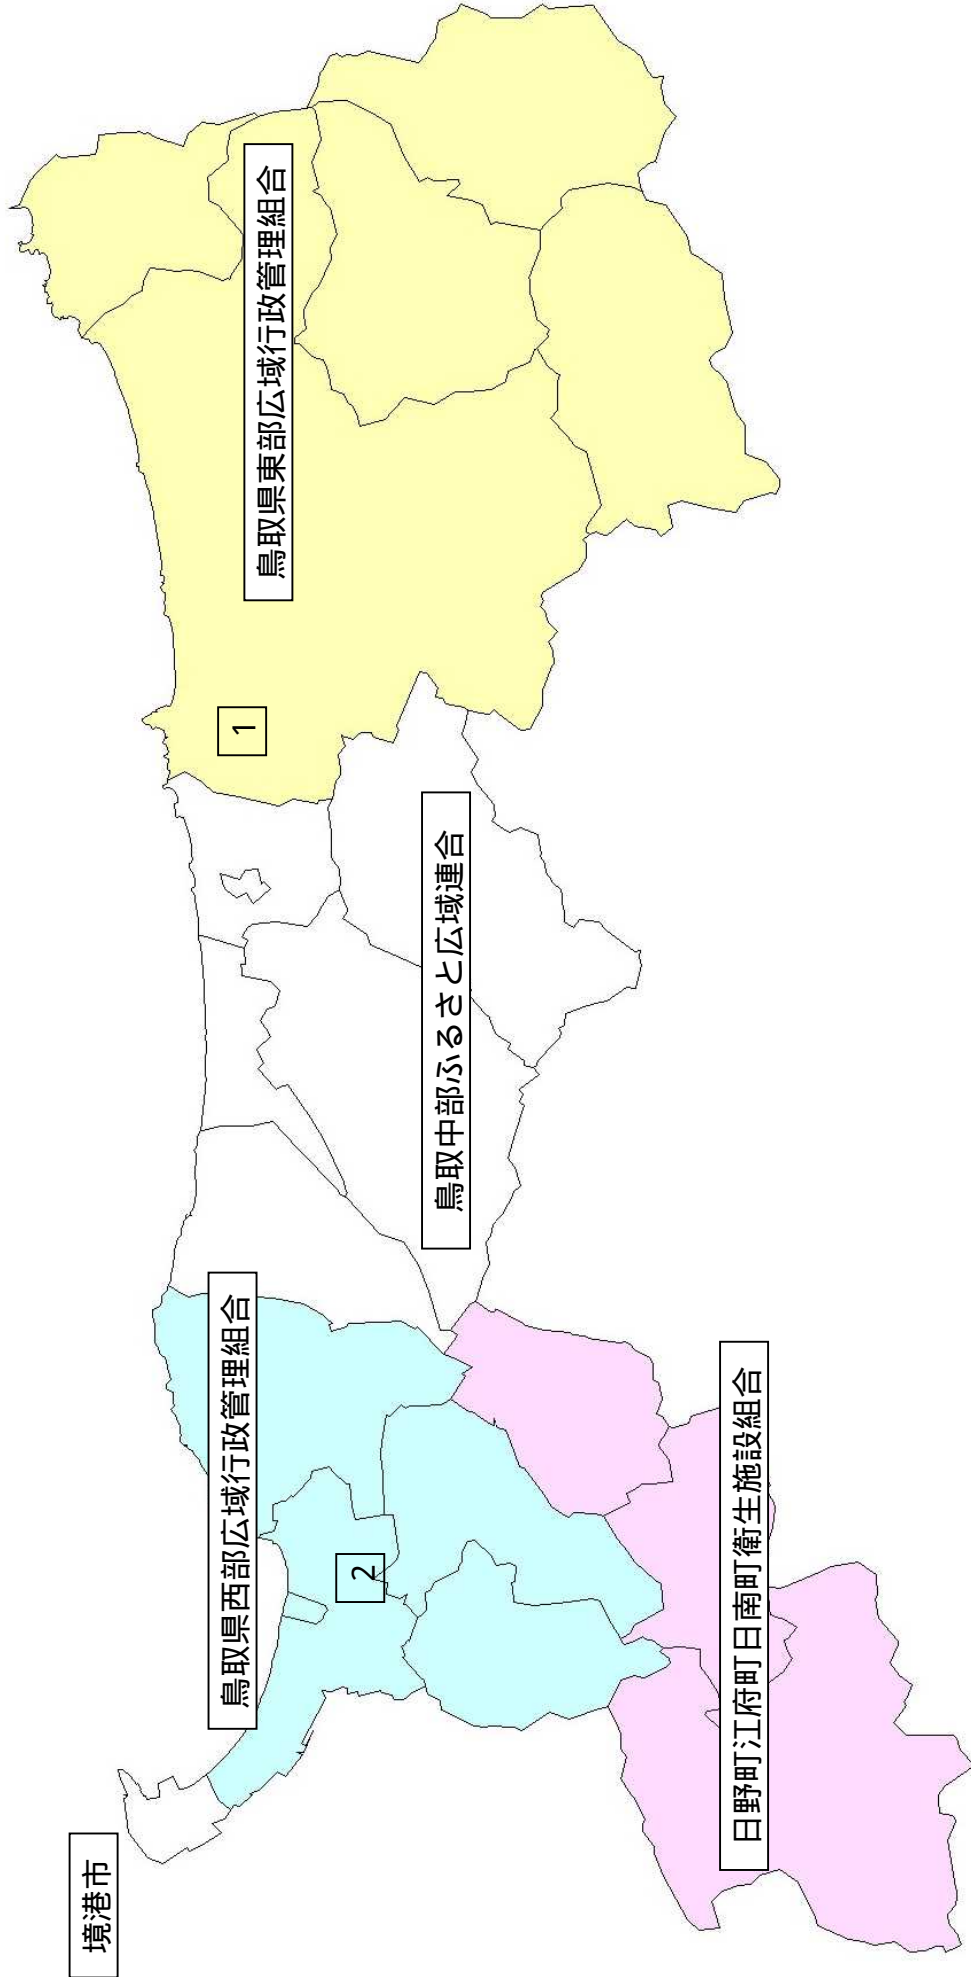 境港市
鳥取県西部広域行政管理組合
2
日野町江府町日南町衛生施設組合
鳥取中部ふるさと広域連合
1
鳥取県東部広域行政管理組合